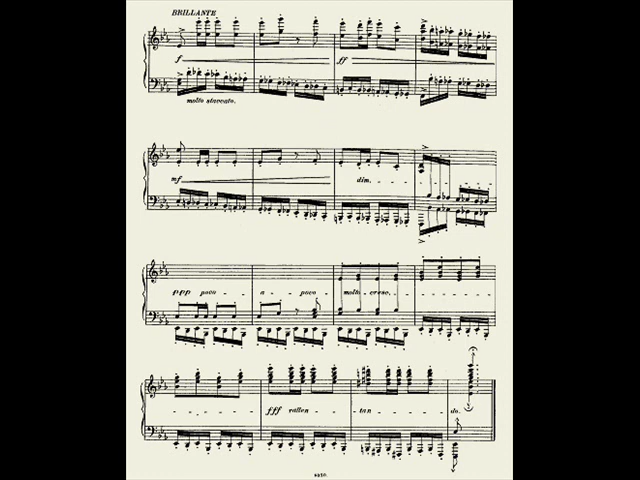 BRILLANTE
f ff
molto staccato.
mf dim.
ppp poco a poco molto cresc.
fff rallen tan do.